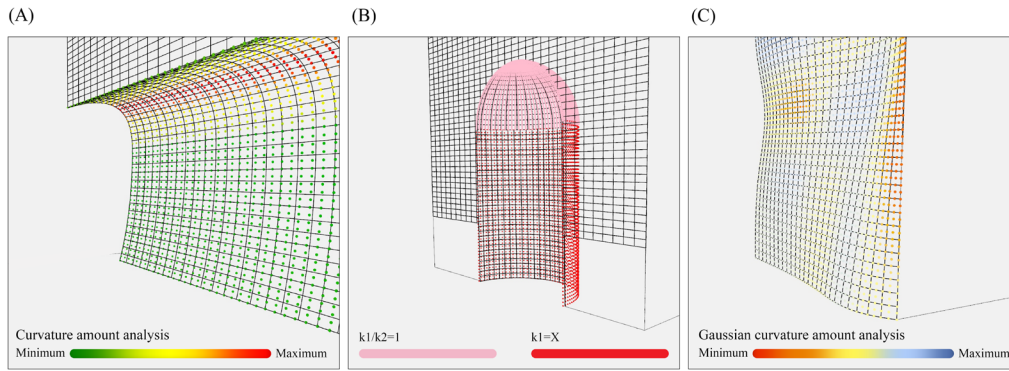 (A)
(B)
(C)
Curvature amount analysis
Minimum Maximum
k1/k2=1
k1=X
Gaussian curvature amount analysis
Minimum Maximum